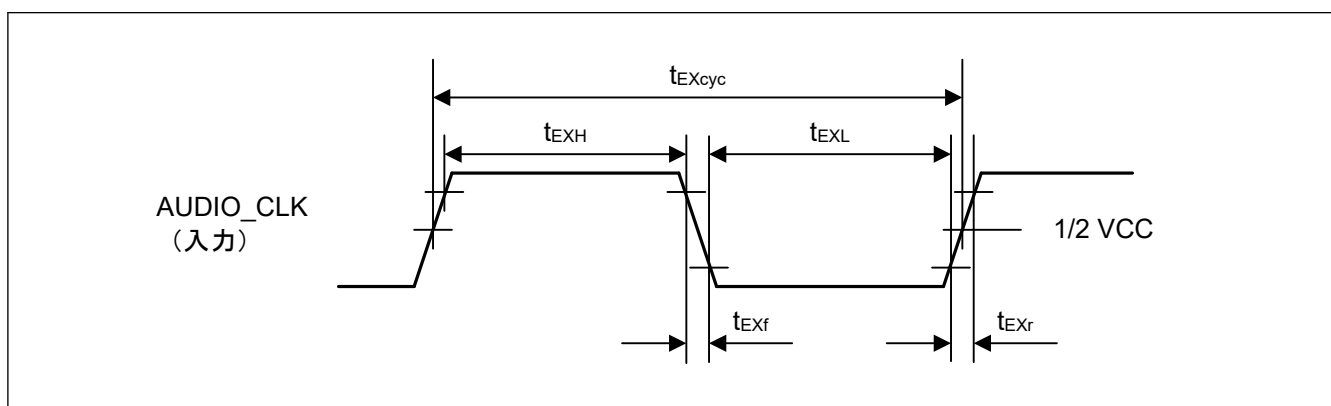 tEXcyc
tEXH
tEXL
AUDIO_CLK
（入力）
1/2 VCC
tEXf
tEXr